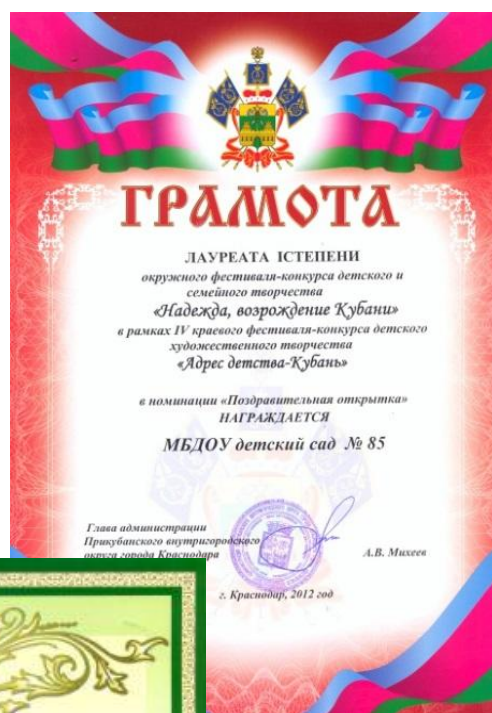 ГРАМОТА
ЛАУРЕАТА IСТЕПЕНИ
окружного фестиваля-конкурса детского и
семейного творчества
«Надежда, возрождение Кубани»
в рамках IV краевого фестиваля-конкурса детского
художественного творчества
«Адрес детства-Кубань»
в номинации «Поздравительная открытка»
НАГРАЖДАЕТСЯ
МБДОУ детский сад № 85
Глава администрации
Прикубанского внутригородского
округа города Краснодара
А.В. Михеев
г. Краснодар, 2012 год